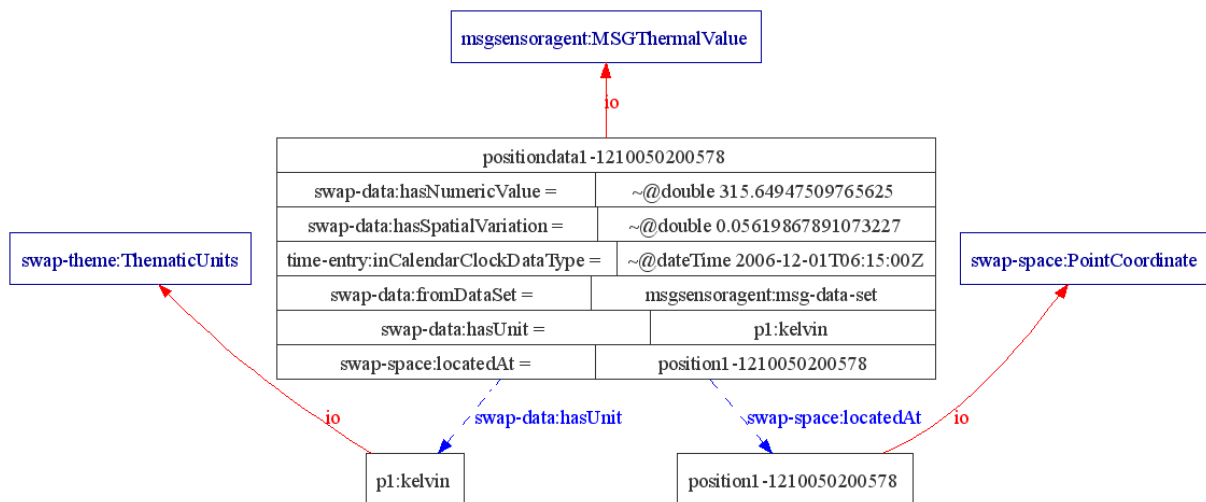 msgsensoragent:MSGThermalValue
io
positiondata1-1210050200578
swap-data:hasNumericValue = ~@double 315.64947509765625
swap-data:hasSpatialVariation = ~@double 0.05619867891073227
swap-theme:ThematicUnits
time-entry:inCalendarClockDataType = ~@dateTime 2006-12-01T06:15:00Z
swap-space:PointCoordinate
swap-data:fromDataSet = msgsensoragent:msg-data-set
swap-data:hasUnit = p1:kelvin
swap-space:locatedAt = position1-1210050200578
io
swap-data:hasUnit
swap-space:locatedAt
io
p1:kelvin
position1-1210050200578